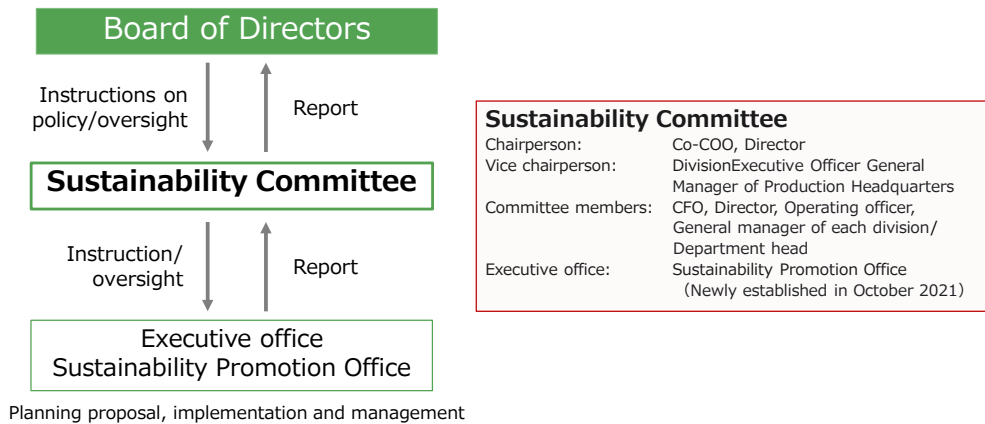 Board of Directors
Instructions on
policy/oversight
Report
Sustainability Committee
Instruction/
oversight
Report
Executive office
Sustainability Promotion Office
Planning proposal, implementation and management
Sustainability Committee
Chairperson: Co-COO, Director
Vice chairperson: DivisionExecutive Officer General
Manager of Production Headquarters
Committee members: CFO, Director, Operating officer,
General manager of each division/
Department head
Executive office: Sustainability Promotion Office
（Newly established in October 2021）